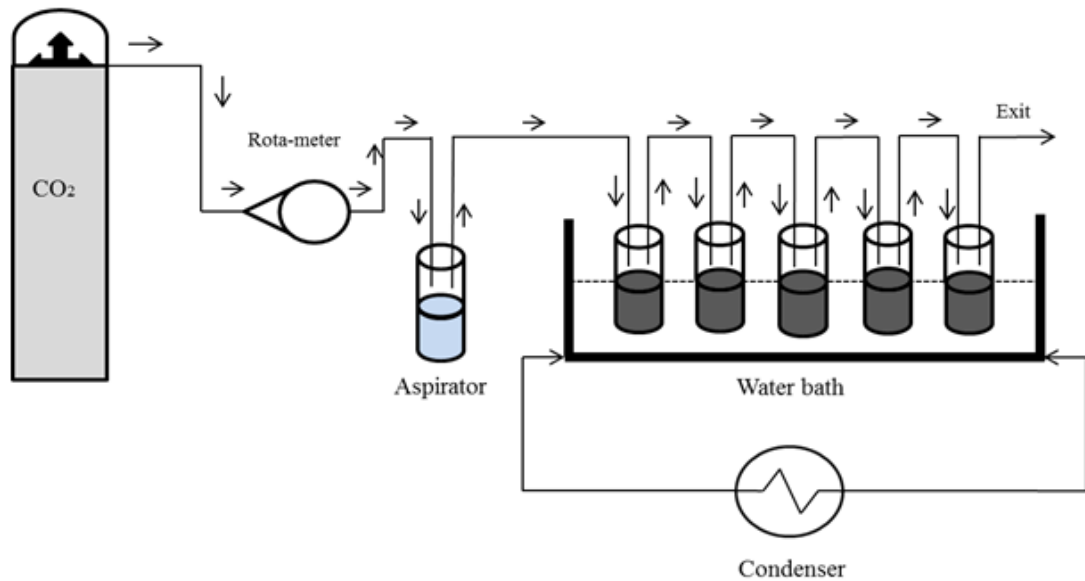 Exit
Rota-meter
CO₂
Aspirator
Water bath
Condenser